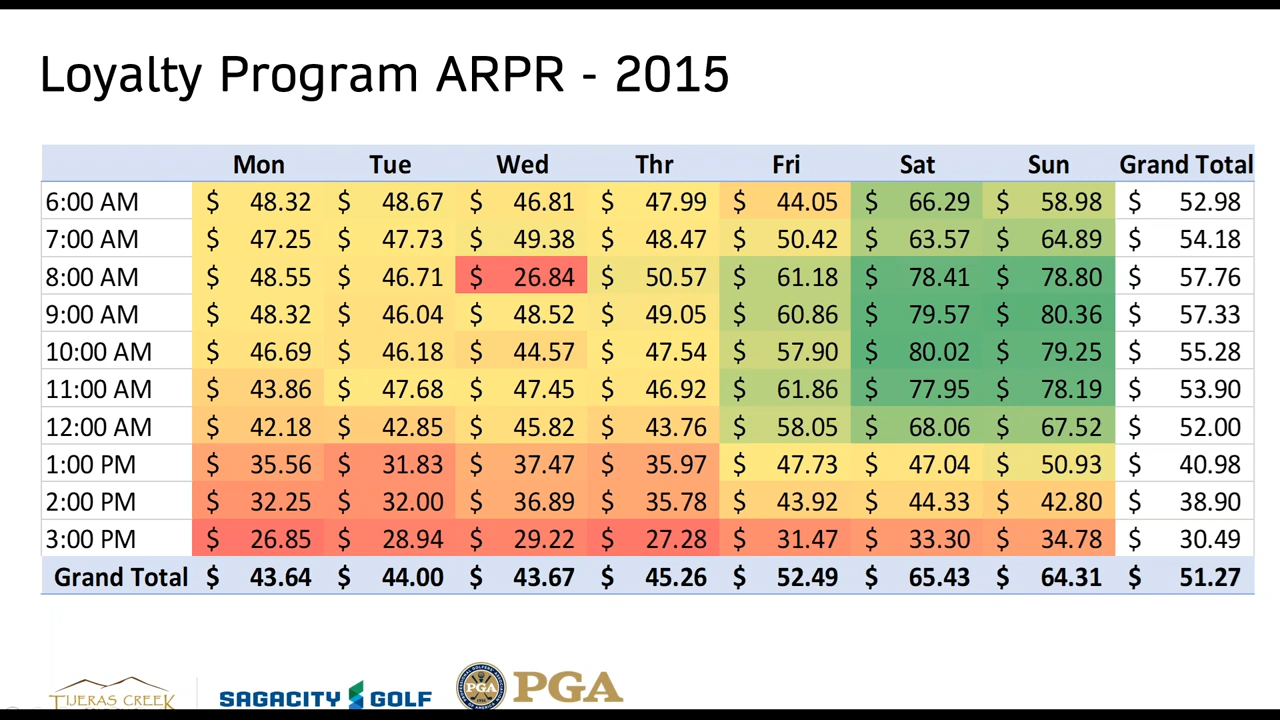 Loyalty Program ARPR - 2015
Mon Tue Wed Thr Fri Sat Sun Grand Total
6:00 AM $ 48.32 $ 48.67 $ 46.81 $ 47.99 $ 44.05 $ 66.29 $ 58.98 $ 52.98
7:00 AM $ 47.25 $ 47.73 $ 49.38 $ 48.47 $ 50.42 $ 63.57 $ 64.89 $ 54.18
8:00 AM $ 48.55 $ 46.71 $ 26.84 $ 50.57 $ 61.18 $ 78.41 $ 78.80 $ 57.76
9:00 AM $ 48.32 $ 46.04 $ 48.52 $ 49.05 $ 60.86 $ 79.57 $ 80.36 $ 57.33
10:00 AM $ 46.69 $ 46.18 $ 44.57 $ 47.54 $ 57.90 $ 80.02 $ 79.25 $ 55.28
11:00 AM $ 43.86 $ 47.68 $ 47.45 $ 46.92 $ 61.86 $ 77.95 $ 78.19 $ 53.90
12:00 AM $ 42.18 $ 42.85 $ 45.82 $ 43.76 $ 58.05 $ 68.06 $ 67.52 $ 52.00
1:00 PM $ 35.56 $ 31.83 $ 37.47 $ 35.97 $ 47.73 $ 47.04 $ 50.93 $ 40.98
2:00 PM $ 32.25 $ 32.00 $ 36.89 $ 35.78 $ 43.92 $ 44.33 $ 42.80 $ 38.90
3:00 PM $ 26.85 $ 28.94 $ 29.22 $ 27.28 $ 31.47 $ 33.30 $ 34.78 $ 30.49
Grand Total $ 43.64 $ 44.00 $ 43.67 $ 45.26 $ 52.49 $ 65.43 $ 64.31 $ 51.27
TIJERAS CREEK
SAGACITY GOLF
PGA
PGA